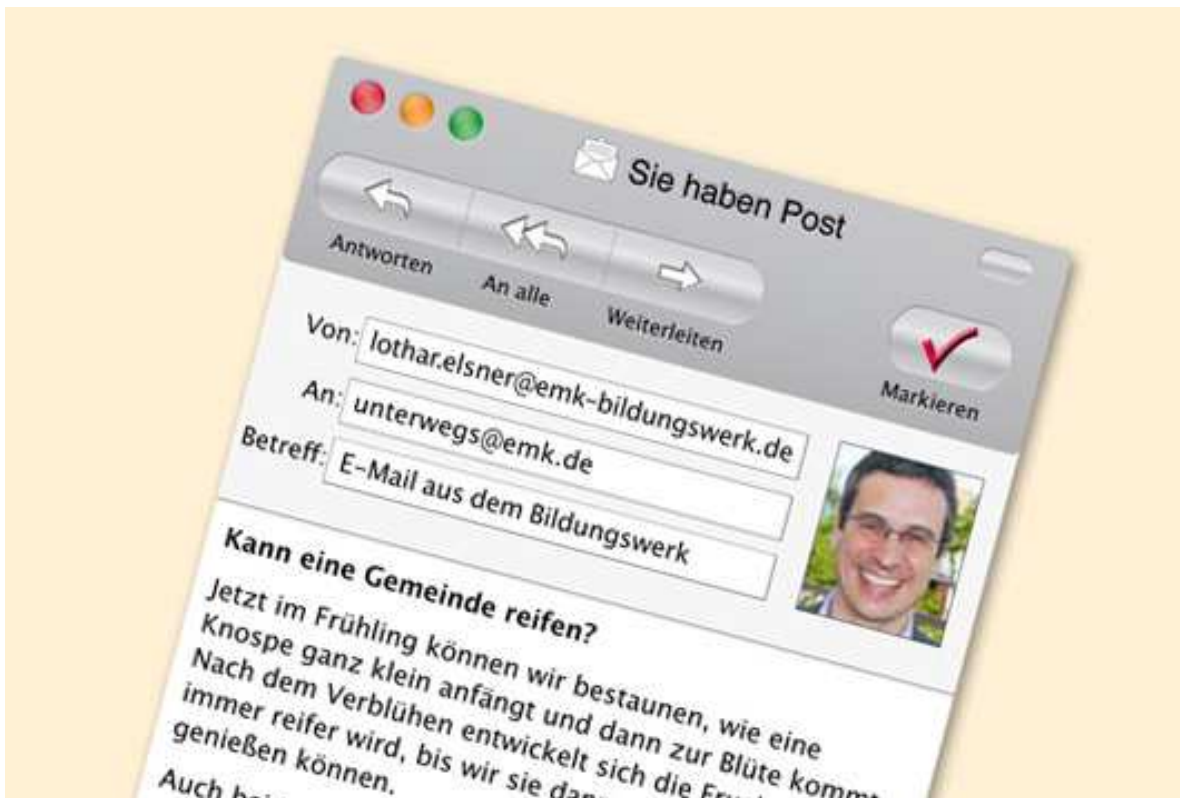 Sie haben Post
Antworten
An alle
Weiterleiten
Markieren
Von: lothar.elsner@emk-bildungswerk.de
An: unterwegs@emk.de
Betreff: E-Mail aus dem Bildungswerk
Kann eine Gemeinde reifen?
Jetzt im Frühling können wir bestaunen, wie eine
Knospe ganz klein anfängt und dann zur Blüte kommt
Nach dem Verblühen entwickelt sich die
immer reifer wird, bis wir sie
genießen können.
Auch